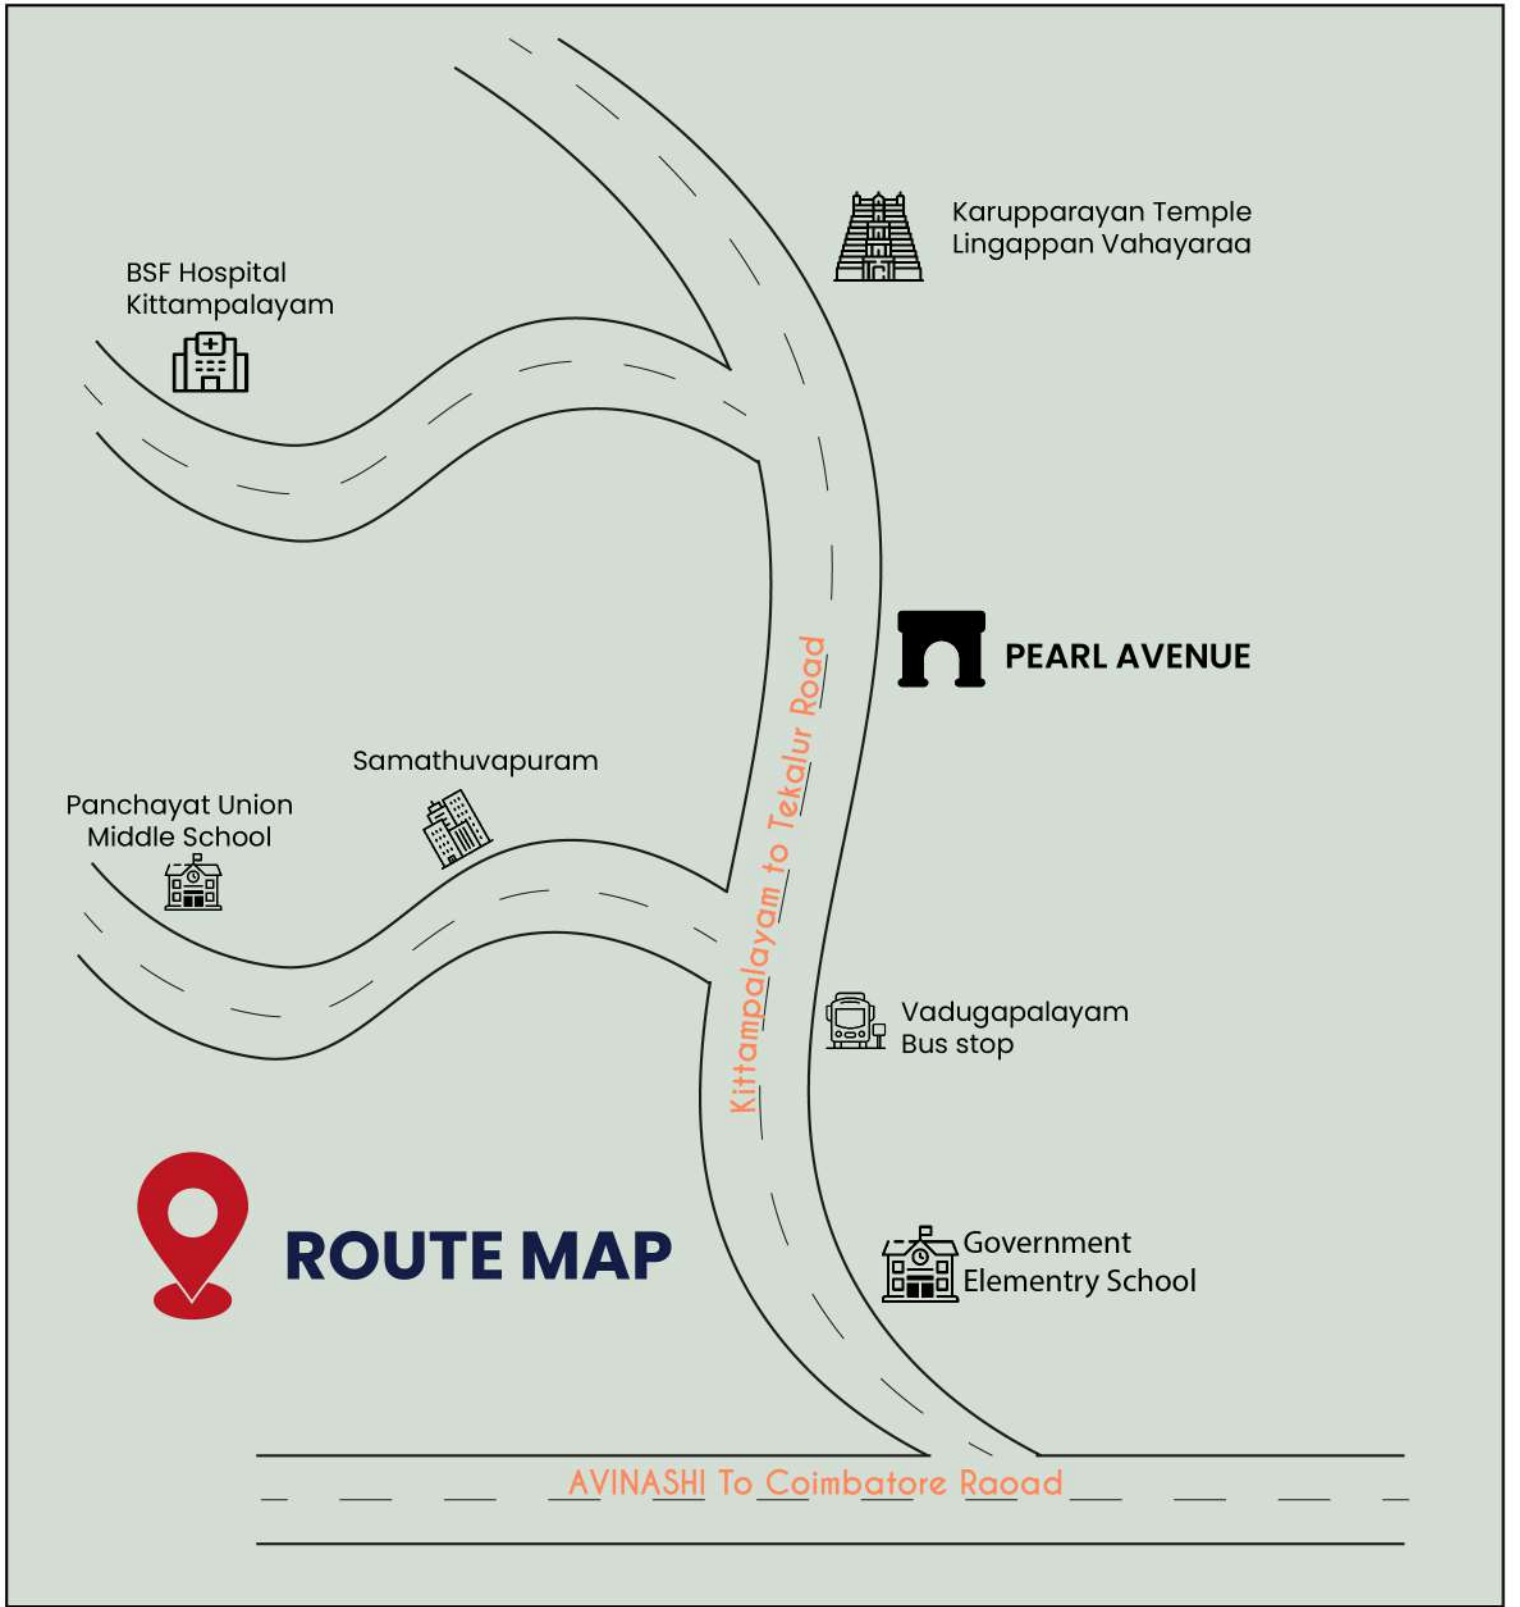 Karupparayan Temple
Lingappan Vahayaraa
BSF Hospital
Kittampalayam
PEARL AVENUE
Kittampalayam to Tekalur Road
Samathuvapuram
Panchayat Union
Middle School
Vadugapalayam
Bus stop
ROUTE MAP
Government
Elementry School
AVINASHI To Coimbatore Raoad